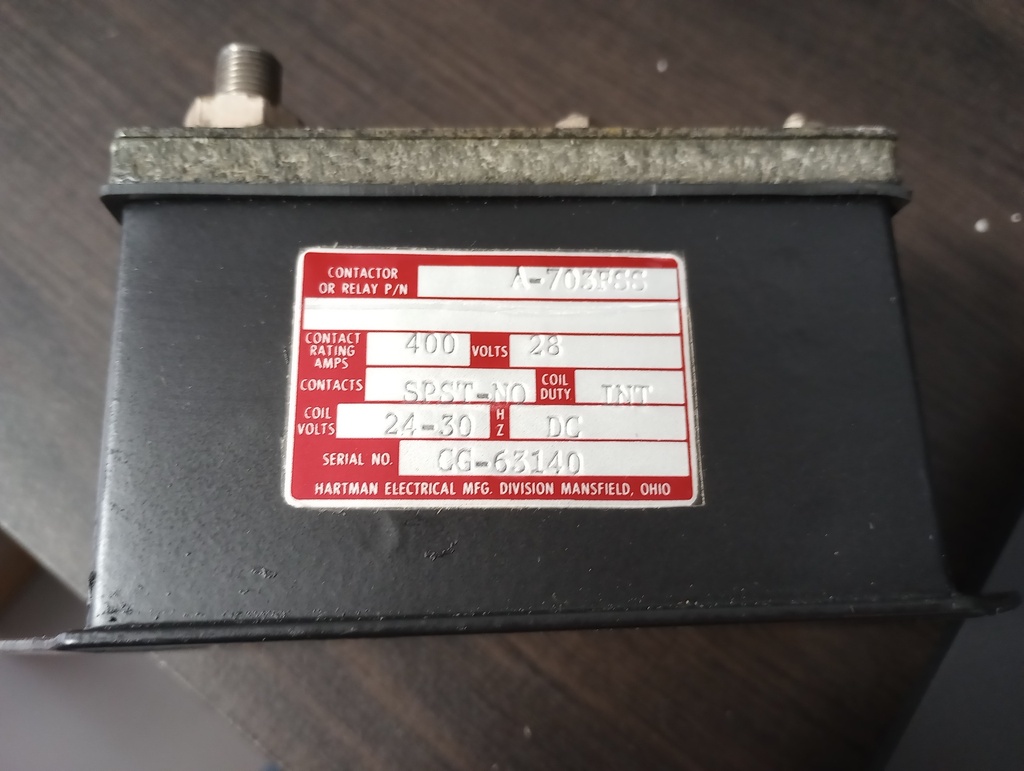 CONTACTOR OR RELAY P/N A-703FSS
CONTACT RATING AMPS 400 VOLTS 28
CONTACTS SPST-NO COIL DUTY INT
COIL VOLTS 24-30 HZ DC
SERIAL NO. CG-63140
HARTMAN ELECTRICAL MFG. DIVISION MANSFIELD, OHIO